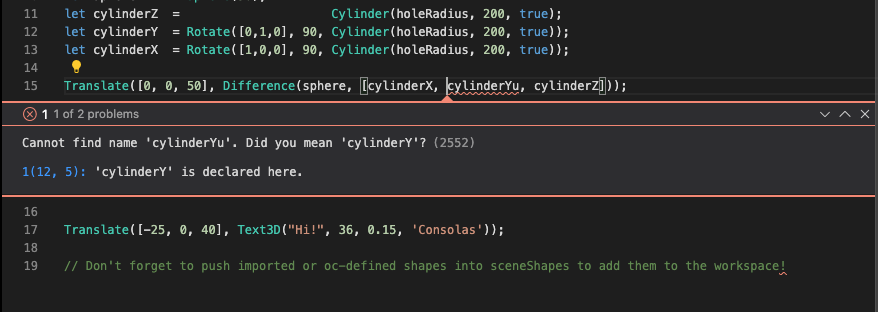 11 let cylinderZ = Cylinder(holeRadius, 200, true);
12 let cylinderY = Rotate([0,1,0], 90, Cylinder(holeRadius, 200, true));
13 let cylinderX = Rotate([1,0,0], 90, Cylinder(holeRadius, 200, true));
14
15 Translate([0, 0, 50], Difference(sphere, [cylinderX, cylinderYu, cylinderZ]));
1 1 of 2 problems
Cannot find name 'cylinderYu'. Did you mean 'cylinderY'? (2552)
1(12, 5): 'cylinderY' is declared here.
16
17 Translate([-25, 0, 40], Text3D("Hi!", 36, 0.15, 'Consolas'));
18
19 // Don't forget to push imported or oc-defined shapes into sceneShapes to add them to the workspace!